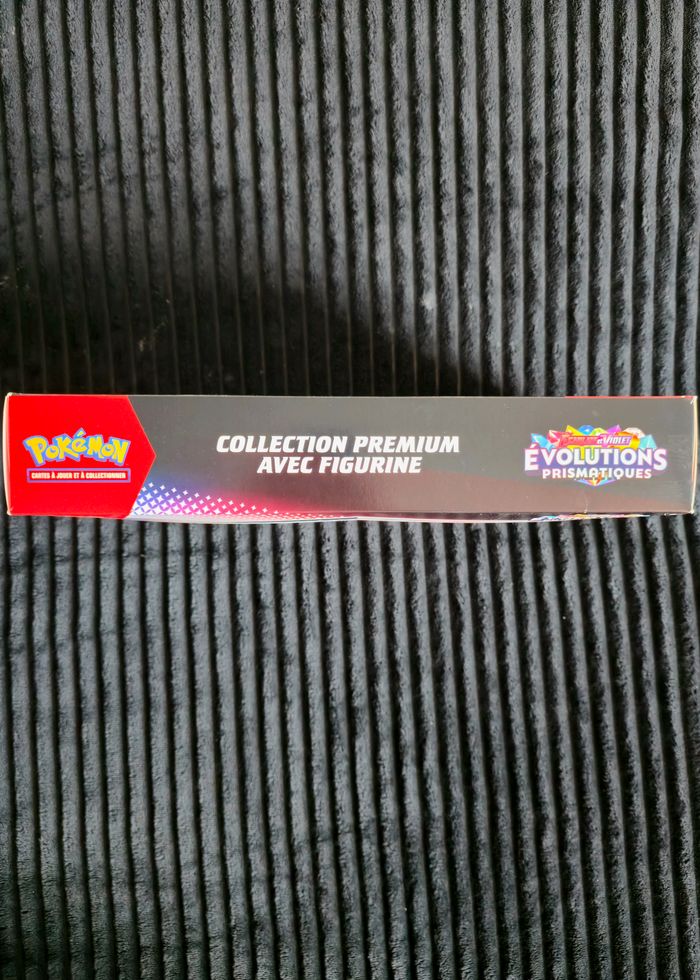 POKÉMON
CARTES À JOUER ET À COLLECTIONNER
COLLECTION PREMIUM
AVEC FIGURINE
ÉCARLATE et VIOLET
ÉVOLUTIONS
PRISMATIQUES